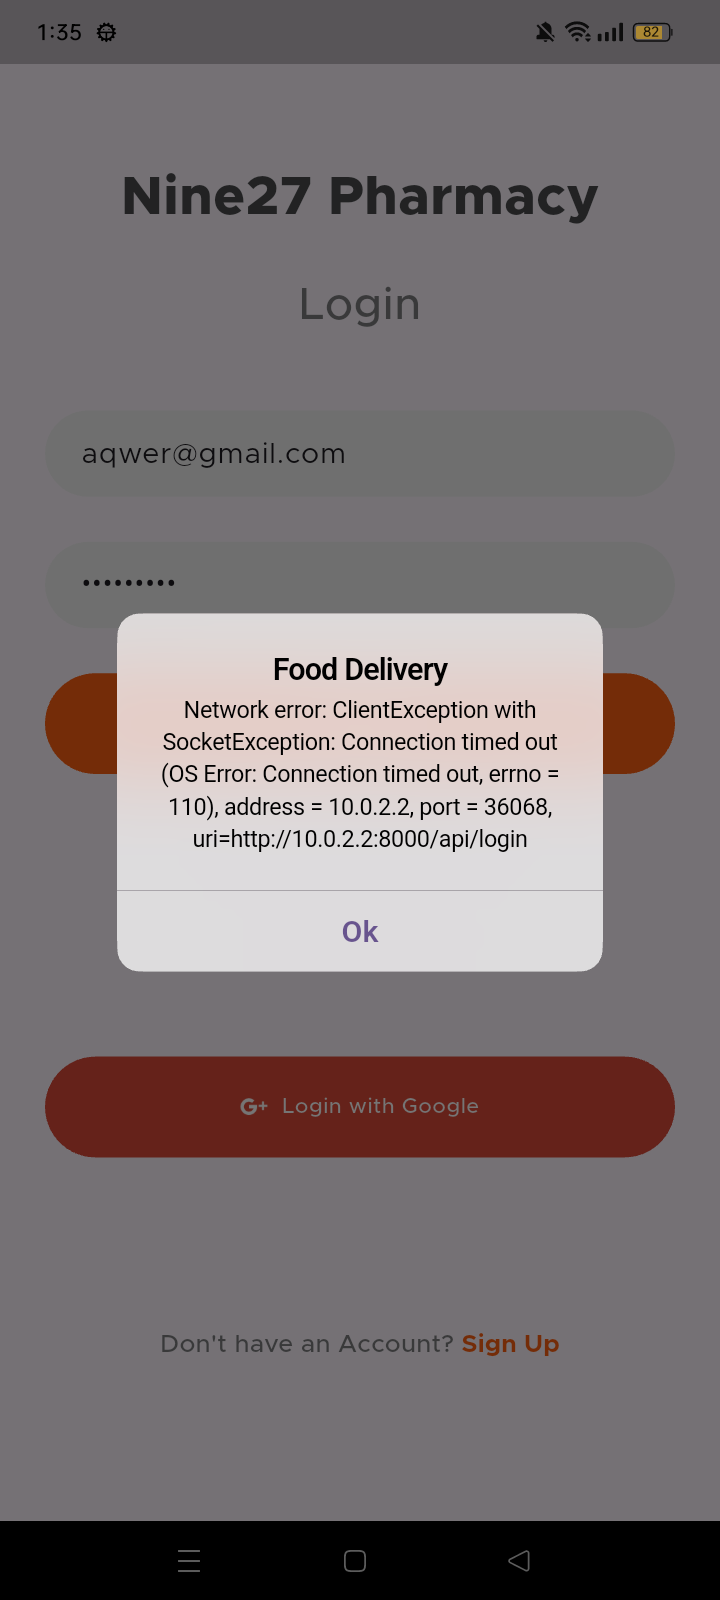 1:35
82
Nine27 Pharmacy
Login
aqwer@gmail.com
•••••••••
Food Delivery
Network error: ClientException with
SocketException: Connection timed out
(OS Error: Connection timed out, errno =
110), address = 10.0.2.2, port = 36068,
uri=http://10.0.2.2:8000/api/login
Ok
G+ Login with Google
Don't have an Account? Sign Up